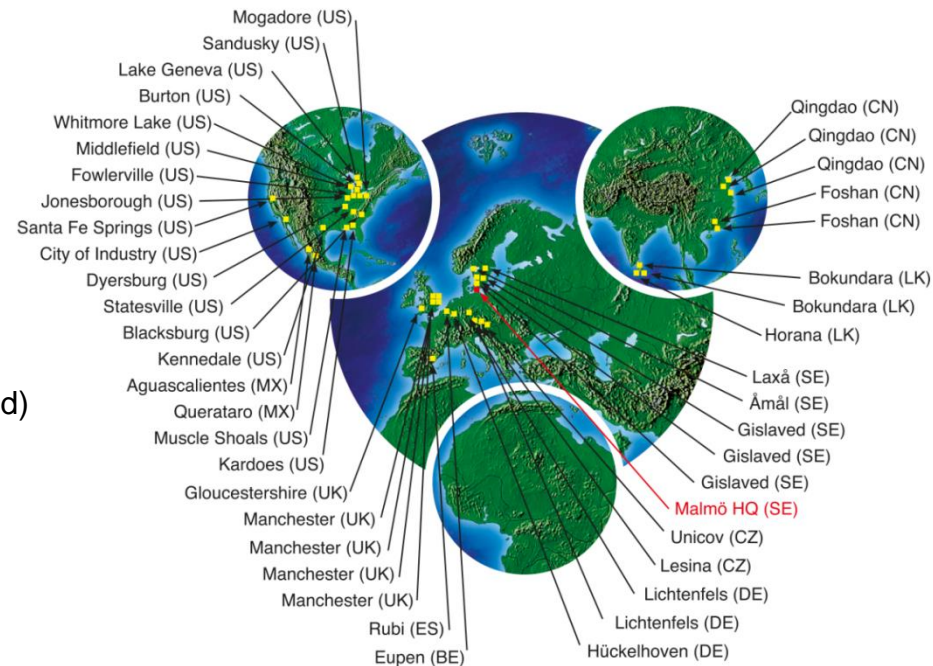 Mogadore (US)
Sandusky (US)
Lake Geneva (US)
Burton (US)
Whitmore Lake (US)
Middlefield (US)
Fowlerville (US)
Jonesborough (US)
Santa Fe Springs (US)
City of Industry (US)
Dyersburg (US)
Statesville (US)
Blacksburg (US)
Kennedale (US)
Aguascalientes (MX)
Querataro (MX)
Muscle Shoals (US)
Kardoes (US)
Gloucestershire (UK)
Manchester (UK)
Manchester (UK)
Manchester (UK)
Manchester (UK)
Rubi (ES)
Eupen (BE)
d)
Qingdao (CN)
Qingdao (CN)
Qingdao (CN)
Foshan (CN)
Foshan (CN)
Bokundara (LK)
Bokundara (LK)
Horana (LK)
Laxå (SE)
Åmål (SE)
Gislaved (SE)
Gislaved (SE)
Gislaved (SE)
Malmö HQ (SE)
Unicov (CZ)
Lesina (CZ)
Lichtenfels (DE)
Lichtenfels (DE)
Hückelhoven (DE)